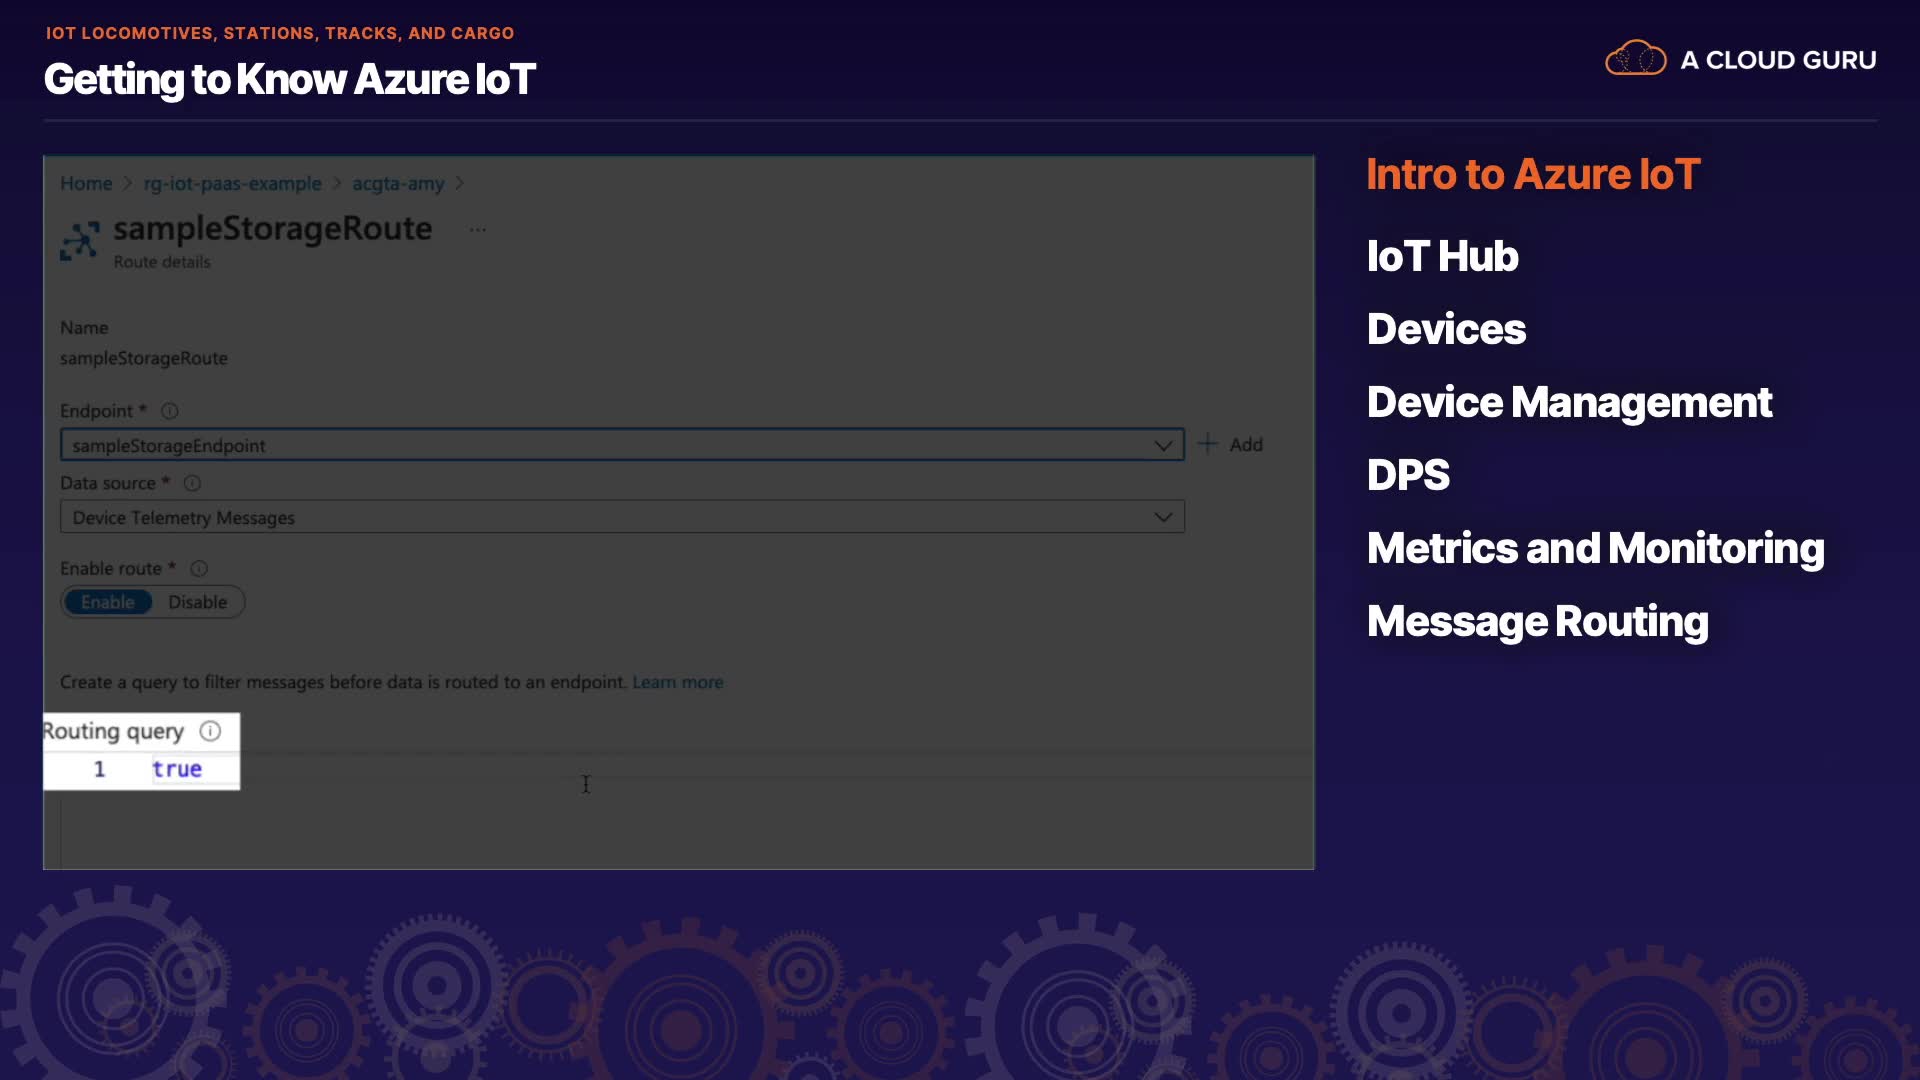 IOT LOCOMOTIVES, STATIONS, TRACKS, AND CARGO
Getting to Know Azure IoT
A CLOUD GURU
Home > rg-iot-paas-example > acgta-amy >
sampleStorageRoute ...
Route details
Name
sampleStorageRoute
Endpoint *
sampleStorageEndpoint
+ Add
Data source *
Device Telemetry Messages
Enable route *
Enable Disable
Create a query to filter messages before data is routed to an endpoint. Learn more
Routing query
1 true
Intro to Azure IoT
IoT Hub
Devices
Device Management
DPS
Metrics and Monitoring
Message Routing